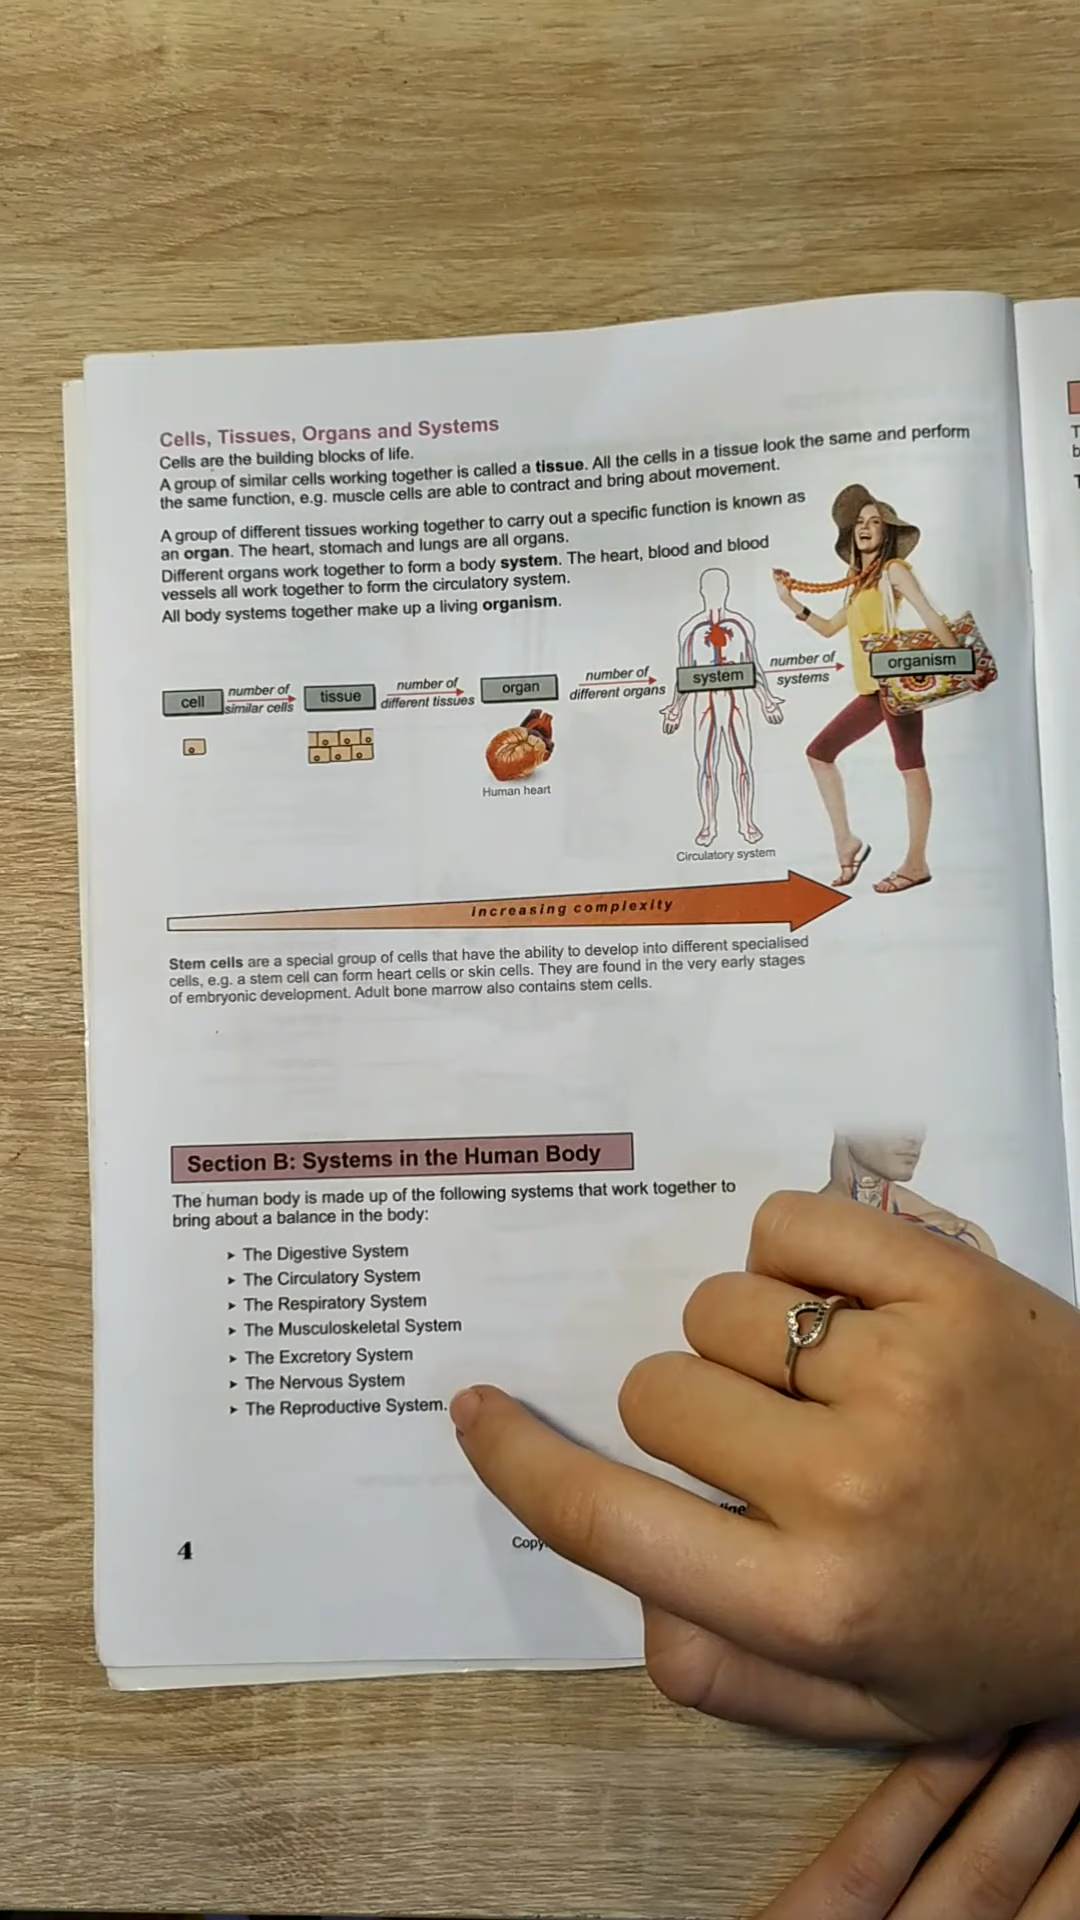 Cells, Tissues, Organs and Systems
Cells are the building blocks of life.
A group of similar cells working together is called a tissue. All the cells in a tissue look the same and perform
the same function, e.g. muscle cells are able to contract and bring about movement.
A group of different tissues working together to carry out a specific function is known as
an organ. The heart, stomach and lungs are all organs.
Different organs work together to form a body system. The heart, blood and blood
vessels all work together to form the circulatory system.
All body systems together make up a living organism.
cell
number of
similar cells
tissue
number of
different tissues
organ
number of
different organs
system
number of
systems
organism
Human heart
Circulatory system
increasing complexity
Stem cells are a special group of cells that have the ability to develop into different specialised
cells, e.g. a stem cell can form heart cells or skin cells. They are found in the very early stages
of embryonic development. Adult bone marrow also contains stem cells.
Section B: Systems in the Human Body
The human body is made up of the following systems that work together to
bring about a balance in the body:
➤ The Digestive System
➤ The Circulatory System
➤ The Respiratory System
➤ The Musculoskeletal System
➤ The Excretory System
➤ The Nervous System
➤ The Reproductive System.
4